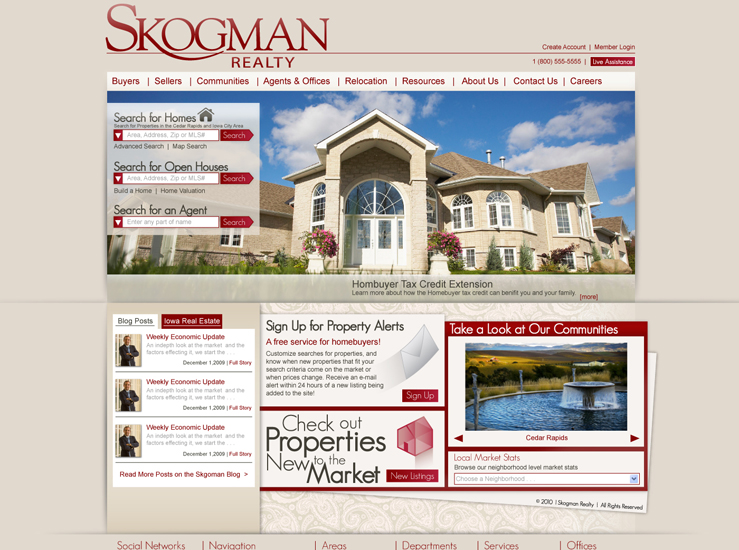 SKOGMAN
REALTY
Create Account | Member Login
1 (800) 555-5555 | Live Assistance
Buyers | Sellers | Communities | Agents & Offices | Relocation | Resources | About Us | Contact Us | Careers
Search for Homes
Search for Properties in the Cedar Rapids and Iowa City Area
Area, Address, Zip or MLS# Search
Advanced Search | Map Search
Search for Open Houses
Area, Address, Zip or MLS# Search
Build a Home | Home Valuation
Search for an Agent
Enter any part of name Search
Hombuyer Tax Credit Extension
Learn more about how the Homebuyer tax credit can benifit you and your family.
[more]
Blog Posts Iowa Real Estate
Weekly Economic Update
An indepth look at the market and the
factors effecting it, we start the . . .
December 1,2009 | Full Story
Weekly Economic Update
An indepth look at the market and the
factors effecting it, we start the . . .
December 1,2009 | Full Story
Weekly Economic Update
An indepth look at the market and the
factors effecting it, we start the . . .
December 1,2009 | Full Story
Read More Posts on the Skgoman Blog >
Sign Up for Property Alerts
A free service for homebuyers!
Customize searches for properties, and
know when new properties that fit your
search criteria come on the market or
when prices change. Receive an e-mail
alert within 24 hours of a new listing being
added to the site!
Sign Up
Check out
Properties
New to the
Market
New Listings
Take a Look at Our Communities
Cedar Rapids
Local Market Stats
Browse our neighborhood level market stats
Choose a Neighborhood . . .
© 2010 | Skogman Realty | All Rights Reserved
Social Networks | Navigation | Areas | Departments | Services | Offices